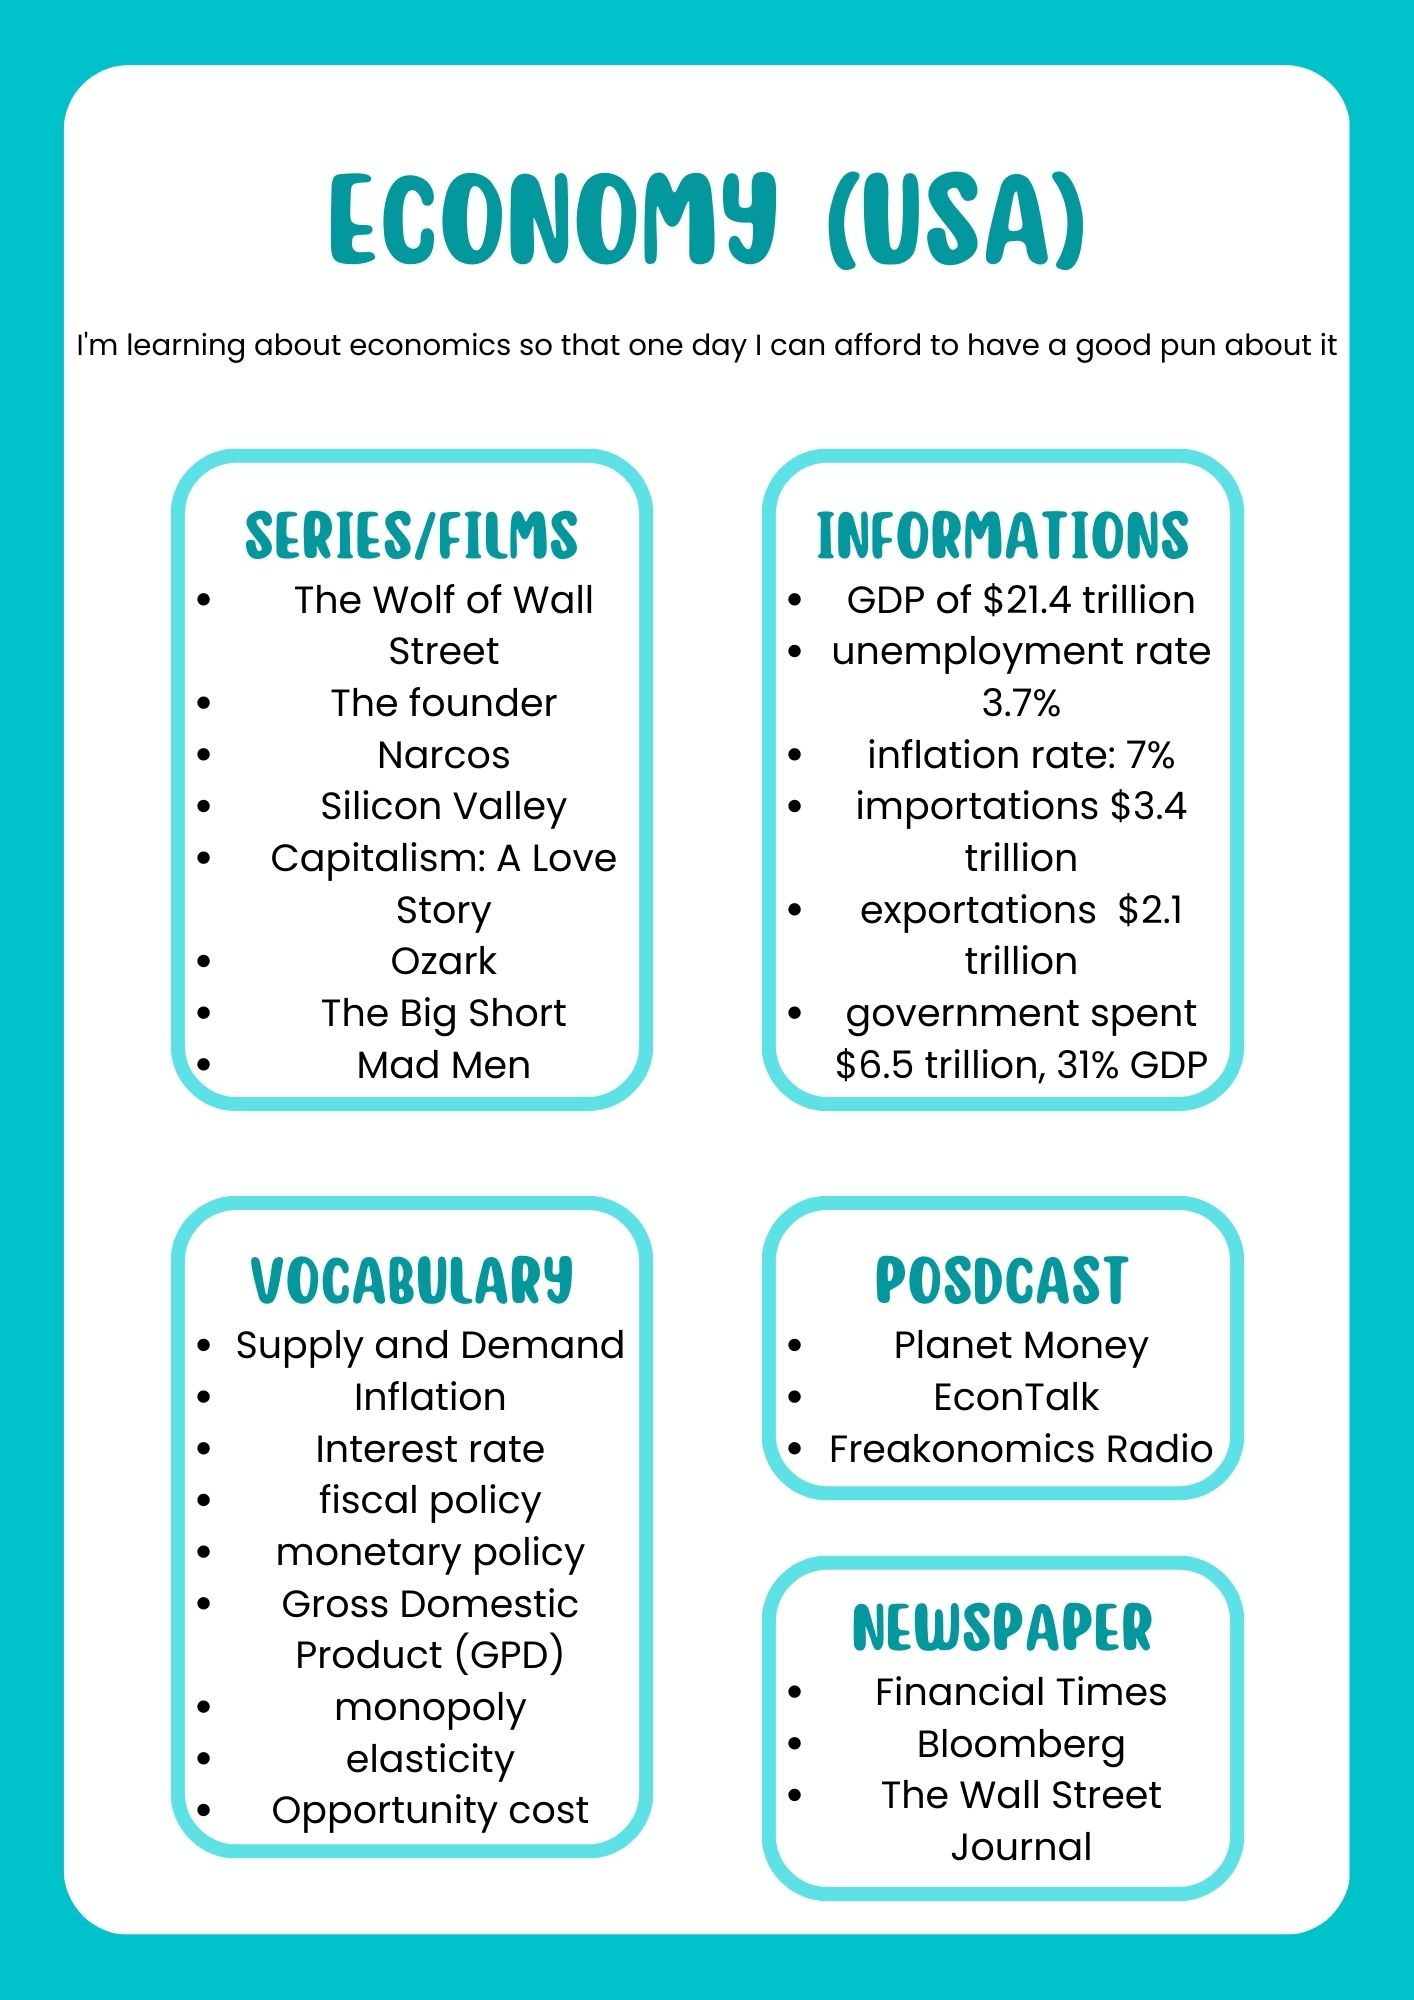 ECONOMY (USA)
I'm learning about economics so that one day I can afford to have a good pun about it
SERIES/FILMS
• The Wolf of Wall
Street
• The founder
• Narcos
• Silicon Valley
• Capitalism: A Love
Story
• Ozark
• The Big Short
• Mad Men
INFORMATIONS
• GDP of $21.4 trillion
• unemployment rate
3.7%
• inflation rate: 7%
• importations $3.4
trillion
• exportations  $2.1
trillion
• government spent
$6.5 trillion, 31% GDP
VOCABULARY
• Supply and Demand
• Inflation
• Interest rate
• fiscal policy
• monetary policy
• Gross Domestic
Product (GPD)
• monopoly
• elasticity
• Opportunity cost
POSDCAST
• Planet Money
• EconTalk
• Freakonomics Radio
NEWSPAPER
• Financial Times
• Bloomberg
• The Wall Street
Journal